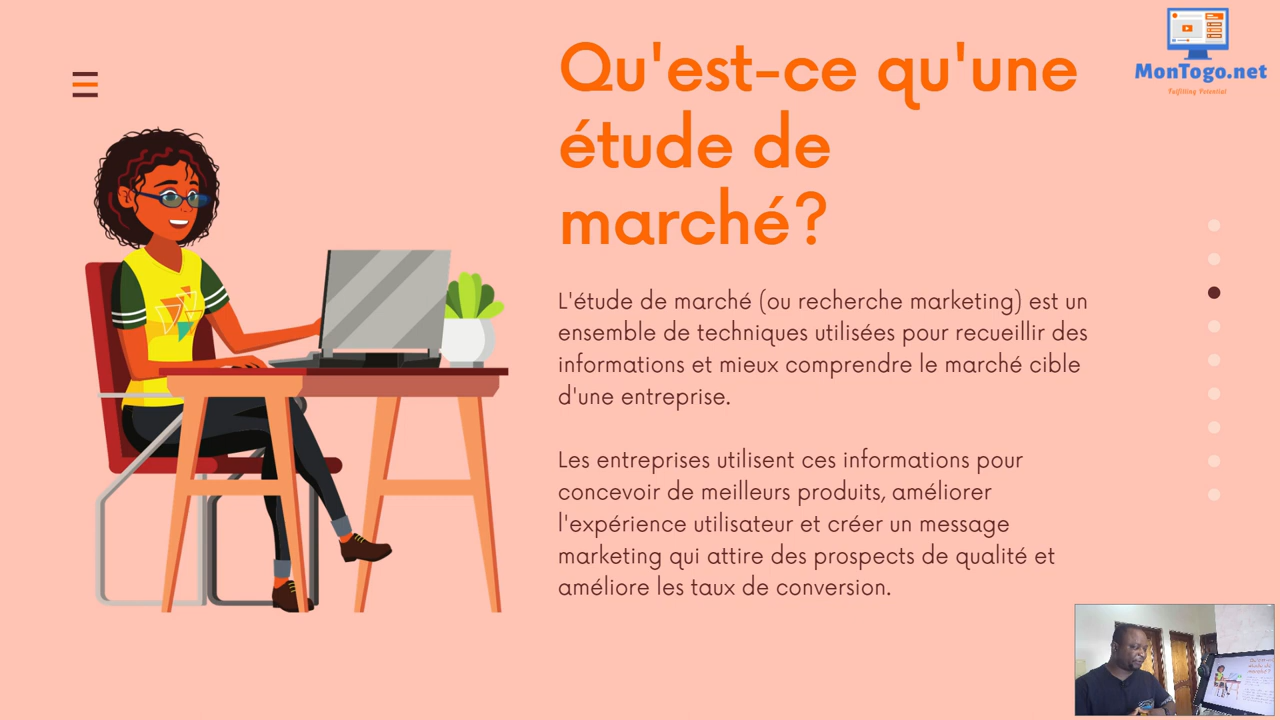 Qu'est-ce qu'une
étude de
marché?
MonTogo.net
Fulfilling Potential
L'étude de marché (ou recherche marketing) est un
ensemble de techniques utilisées pour recueillir des
informations et mieux comprendre le marché cible
d'une entreprise.
Les entreprises utilisent ces informations pour
concevoir de meilleurs produits, améliorer
l'expérience utilisateur et créer un message
marketing qui attire des prospects de qualité et
améliore les taux de conversion.